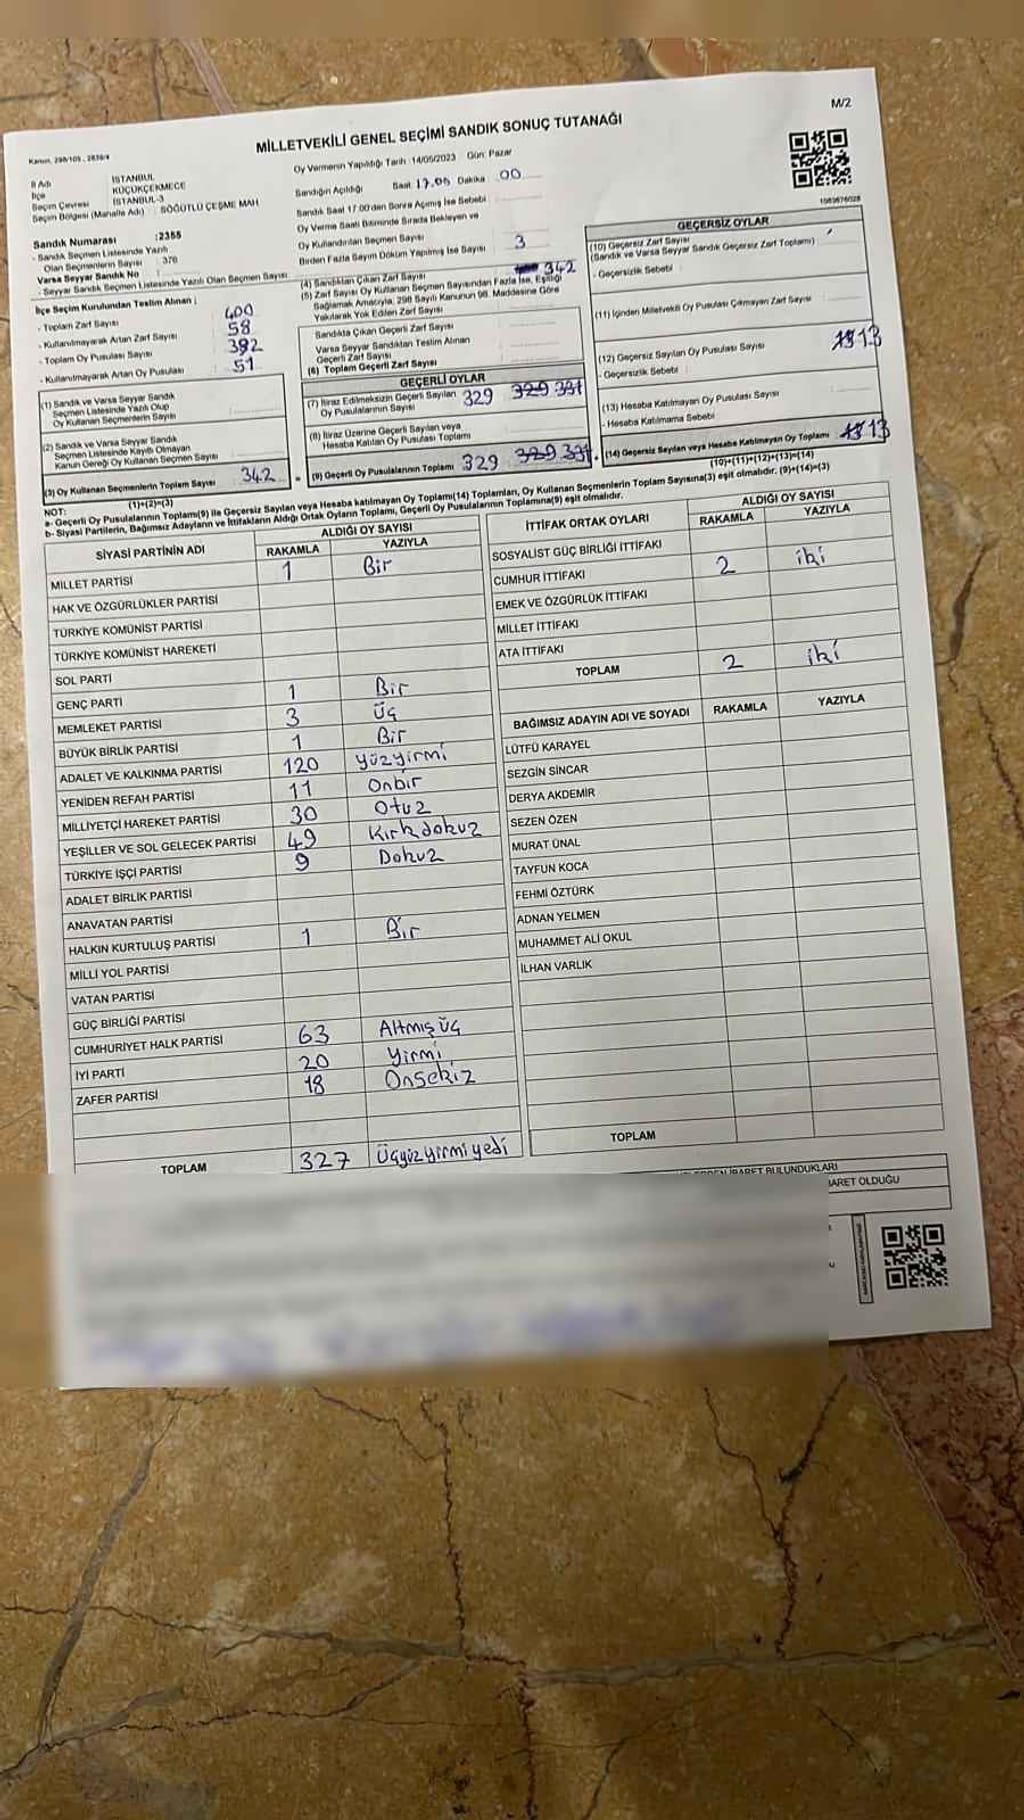 M/2
MİLLETVEKİLİ GENEL SEÇİMİ SANDIK SONUÇ TUTANAĞI
Kanun, 298/105, 2839/4
Oy Vermenin Yapıldığı Tarih :14/05/2023 Gün: Pazar
İl Adı İSTANBUL
İlçe KÜÇÜKÇEKMECE
Seçim Çevresi İSTANBUL-3
Seçim Bölgesi (Mahalle Adı) : SÖĞÜTLÜ ÇEŞME MAH
Sandık Numarası :2355
- Sandık Seçmen Listesinde Yazılı
Olan Seçmenlerin Sayısı : 376
Varsa Seyyar Sandık No
- Seyyar Sandık Seçmen Listesinde Yazılı Olan Seçmen Sayısı:
İlçe Seçim Kurulundan Teslim Alınan ;
- Toplam Zarf Sayısı 400
- Kullanılmayarak Artan Zarf Sayısı 58
- Toplam Oy Pusulası Sayısı 392
- Kullanılmayarak Artan Oy Pusulası 51
(1) Sandık ve Varsa Seyyar Sandık
Seçmen Listesinde Yazılı Olup
Oy Kullanan Seçmenlerin Sayısı
(2) Sandık ve Varsa Seyyar Sandık
Seçmen Listesinde Kayıtlı Olmayan
Kanun Gereği Oy Kullanan Seçmen Sayısı
(3) Oy Kullanan Seçmenlerin Toplam Sayısı 342
(1)+(2)=(3)
Sandığın Açıldığı Saat 17.00 Dakika .00
Sandık Saat 17.00'den Sonra Açılmış İse Sebebi
Oy Verme Saati Bitiminde Sırada Bekleyen ve
Oy Kullandırılan Seçmen Sayısı
Birden Fazla Sayım Döküm Yapılmış İse Sayısı 3
(4) Sandıktan Çıkan Zarf Sayısı 342
(5) Zarf Sayısı Oy Kullanan Seçmen Sayısından Fazla İse, Eşitliği
Sağlamak Amacıyla, 298 Sayılı Kanunun 98. Maddesine Göre
Yakılarak Yok Edilen Zarf Sayısı
Sandıkta Çıkan Geçerli Zarf Sayısı
Varsa Seyyar Sandıktan Teslim Alınan
Geçerli Zarf Sayısı
(6) Toplam Geçerli Zarf Sayısı
GEÇERLİ OYLAR
(7) İtiraz Edilmeksizin Geçerli Sayılan
Oy Pusulalarının Sayısı 329 329 331
(8) İtiraz Üzerine Geçerli Sayılan veya
Hesaba Katılan Oy Pusulası Toplamı
(9) Geçerli Oy Pusulalarının Toplamı 329 329 331
1083676028
GEÇERSİZ OYLAR
(10) Geçersiz Zarf Sayısı
(Sandık ve Varsa Seyyar Sandık Geçersiz Zarf Toplamı)
- Geçersizlik Sebebi :
(11) İçinden Milletvekili Oy Pusulası Çıkmayan Zarf Sayısı
(12) Geçersiz Sayılan Oy Pusulası Sayısı 13
- Geçersizlik Sebebi :
(13) Hesaba Katılmayan Oy Pusulası Sayısı
- Hesaba Katılmama Sebebi :
(14) Geçersiz Sayılan veya Hesaba Katılmayan Oy Toplamı 13
(10)+(11)+(12)+(13)=(14)
NOT:
a- Geçerli Oy Pusulalarının Toplamı(9) ile Geçersiz Sayılan veya Hesaba katılmayan Oy Toplamı(14) Toplamları, Oy Kullanan Seçmenlerin Toplam Sayısına(3) eşit olmalıdır. (9)+(14)=(3)
b- Siyasi Partilerin, Bağımsız Adayların ve İttifakların Aldığı Ortak Oyların Toplamı, Geçerli Oy Pusulalarının Toplamına(9) eşit olmalıdır.
SİYASİ PARTİNİN ADI ALDIĞI OY SAYISI
RAKAMLA YAZIYLA
MİLLET PARTİSİ 1 Bir
HAK VE ÖZGÜRLÜKLER PARTİSİ
TÜRKİYE KOMÜNİST PARTİSİ
TÜRKİYE KOMÜNİST HAREKETİ
SOL PARTİ
GENÇ PARTİ 1 Bir
MEMLEKET PARTİSİ 3 Üç
BÜYÜK BİRLİK PARTİSİ 1 Bir
ADALET VE KALKINMA PARTİSİ 120 yüzyirmi
YENİDEN REFAH PARTİSİ 11 Onbir
MİLLİYETÇİ HAREKET PARTİSİ 30 Otuz
YEŞİLLER VE SOL GELECEK PARTİSİ 49 Kırkdokuz
TÜRKİYE İŞÇİ PARTİSİ 9 Dokuz
ADALET BİRLİK PARTİSİ
ANAVATAN PARTİSİ
HALKIN KURTULUŞ PARTİSİ 1 Bir
MİLLİ YOL PARTİSİ
VATAN PARTİSİ
GÜÇ BİRLİĞİ PARTİSİ
CUMHURİYET HALK PARTİSİ 63 Altmış üç
İYİ PARTİ 20 yirmi
ZAFER PARTİSİ 18 Onsekiz
TOPLAM 327 Üçyüzyirmiyedi
İTTİFAK ORTAK OYLARI ALDIĞI OY SAYISI
RAKAMLA YAZIYLA
SOSYALİST GÜÇ BİRLİĞİ İTTİFAKI
CUMHUR İTTİFAKI 2 iki
EMEK VE ÖZGÜRLÜK İTTİFAKI
MİLLET İTTİFAKI
ATA İTTİFAKI
TOPLAM 2 iki
BAĞIMSIZ ADAYIN ADI VE SOYADI RAKAMLA YAZIYLA
LÜTFÜ KARAYEL
SEZGİN SİNCAR
DERYA AKDEMİR
SEZEN ÖZEN
MURAT ÜNAL
TAYFUN KOCA
FEHMİ ÖZTÜRK
ADNAN YELMEN
MUHAMMET ALİ OKUL
İLHAN VARLIK
TOPLAM
BULUNDUKLARI
OLDUĞU